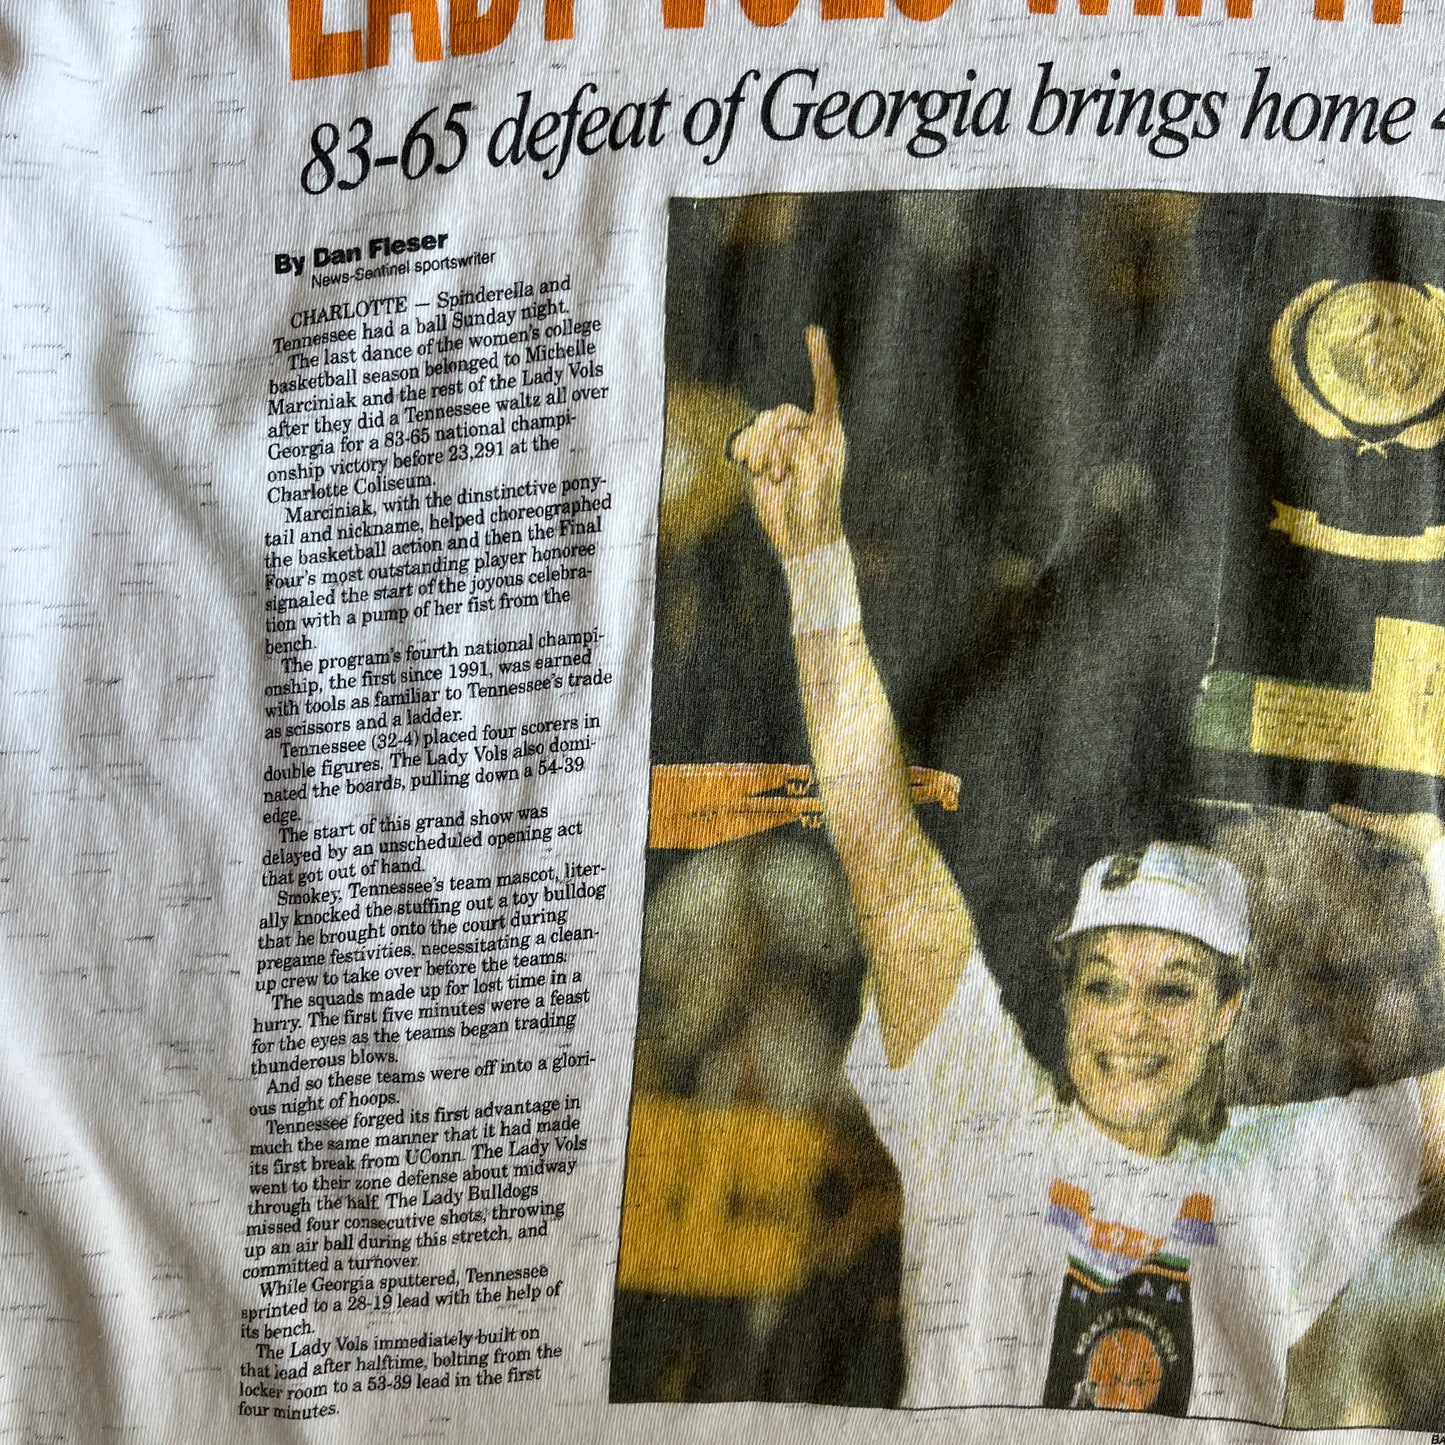 LADY VOLS WIN IT
83-65 defeat of Georgia brings home 4
By Dan Fleser
News-Sentinel sportswriter
CHARLOTTE — Spinderella and
Tennessee had a ball Sunday night.
The last dance of the women's college
basketball season belonged to Michelle
Marciniak and the rest of the Lady Vols
after they did a Tennessee waltz all over
Georgia for a 83-65 national champi-
onship victory before 23,291 at the
Charlotte Coliseum.
Marciniak, with the dinstinctive pony-
tail and nickname, helped choreographed
the basketball action and then the Final
Four's most outstanding player honoree
signaled the start of the joyous celebra-
tion with a pump of her fist from the
bench.
The program's fourth national champi-
onship, the first since 1991, was earned
with tools as familiar to Tennessee's trade
as scissors and a ladder.
Tennessee (32-4) placed four scorers in
double figures. The Lady Vols also domi-
nated the boards, pulling down a 54-39
edge.
The start of this grand show was
delayed by an unscheduled opening act
that got out of hand.
Smokey, Tennessee's team mascot, liter-
ally knocked the stuffing out a toy bulldog
that he brought onto the court during
pregame festivities, necessitating a clean-
up crew to take over before the teams.
The squads made up for lost time in a
hurry. The first five minutes were a feast
for the eyes as the teams began trading
thunderous blows.
And so these teams were off into a glori-
ous night of hoops.
Tennessee forged its first advantage in
much the same manner that it had made
its first break from UConn. The Lady Vols
went to their zone defense about midway
through the half. The Lady Bulldogs
missed four consecutive shots, throwing
up an air ball during this stretch, and
committed a turnover.
While Georgia sputtered, Tennessee
sprinted to a 28-19 lead with the help of
its bench.
The Lady Vols immediately built on
that lead after halftime, bolting from the
locker room to a 53-39 lead in the first
four minutes.